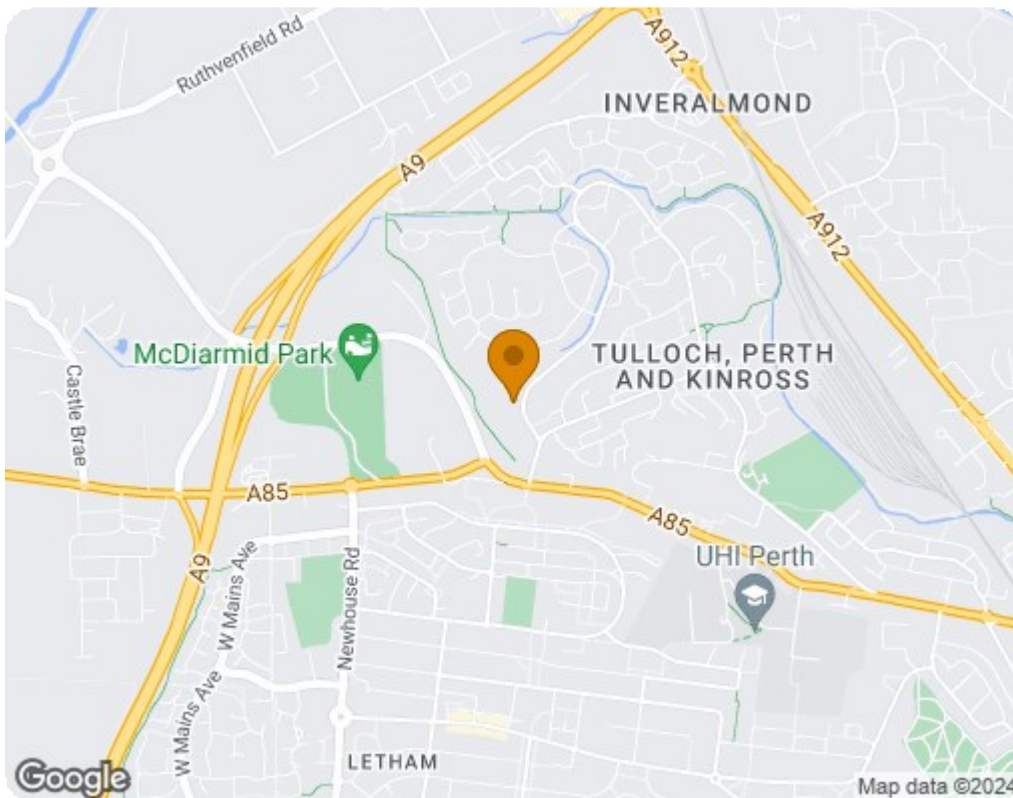 Ruthvenfield Rd
A912
INVERALMOND
A9
A912
McDiarmid Park
TULLOCH, PERTH
AND KINROSS
Castle Brae
A85
A85
A9
W Mains Ave
Newhouse Rd
UHI Perth
W Mains Ave
LETHAM
Google
Map data ©2024